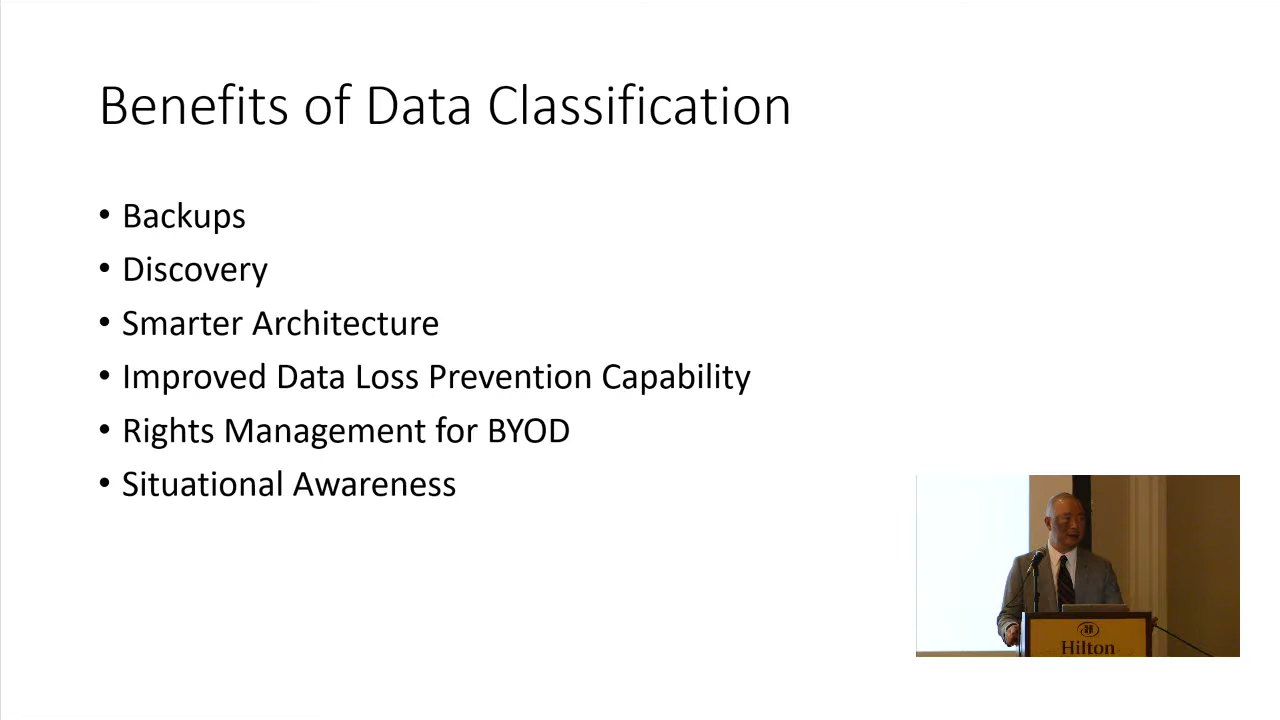 Benefits of Data Classification
• Backups
• Discovery
• Smarter Architecture
• Improved Data Loss Prevention Capability
• Rights Management for BYOD
• Situational Awareness
Hilton